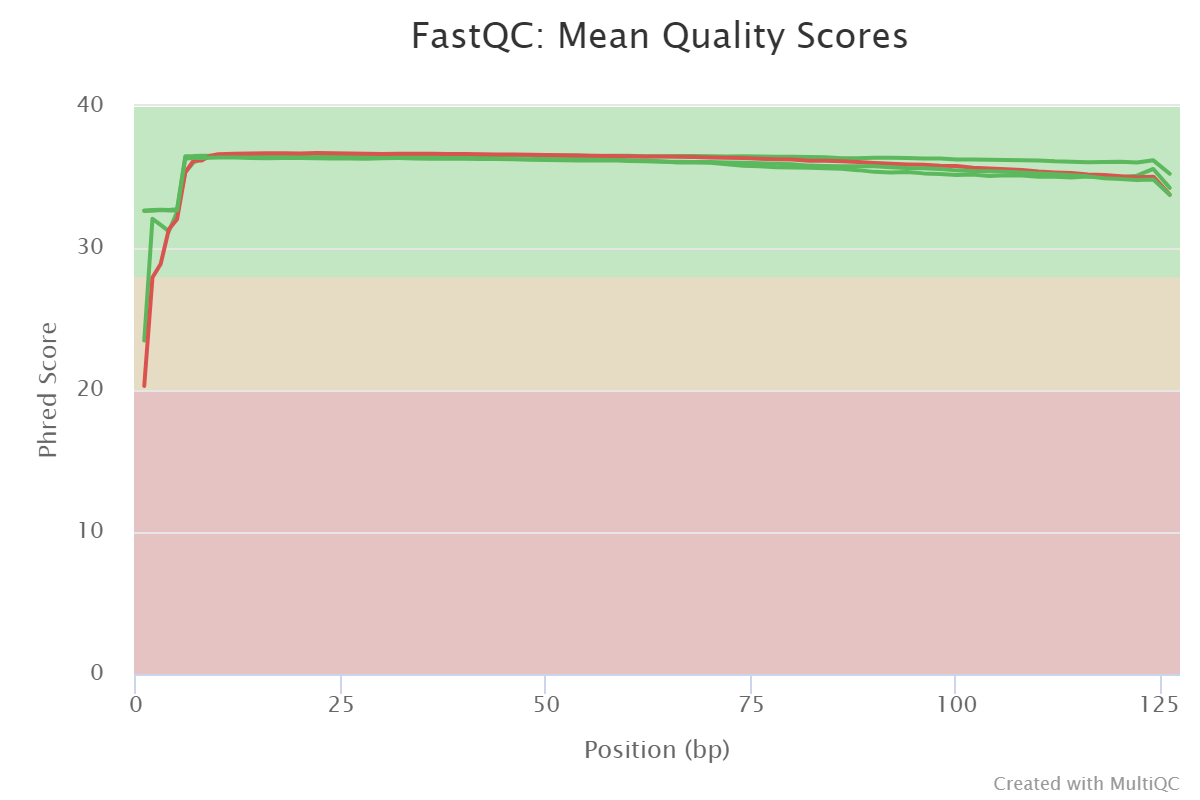 FastQC: Mean Quality Scores
40
30
20
10
0
Phred Score
0 25 50 75 100 125
Position (bp)
Created with MultiQC